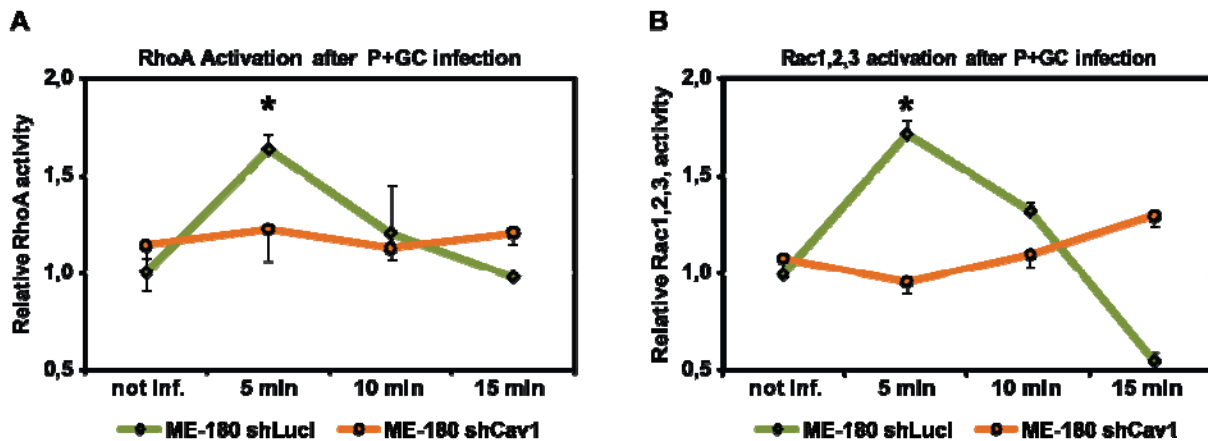 A
RhoA Activation after P+GC infection
Relative RhoA activity
2,0
1,5
1,0
0,5
*
not inf.
5 min
10 min
15 min
ME-180 shLuci
ME-180 shCav1
B
Rac1,2,3 activation after P+GC infection
Relative Rac1,2,3, activity
2,0
1,5
1,0
0,5
*
not inf.
5 min
10 min
15 min
ME-180 shLuci
ME-180 shCav1